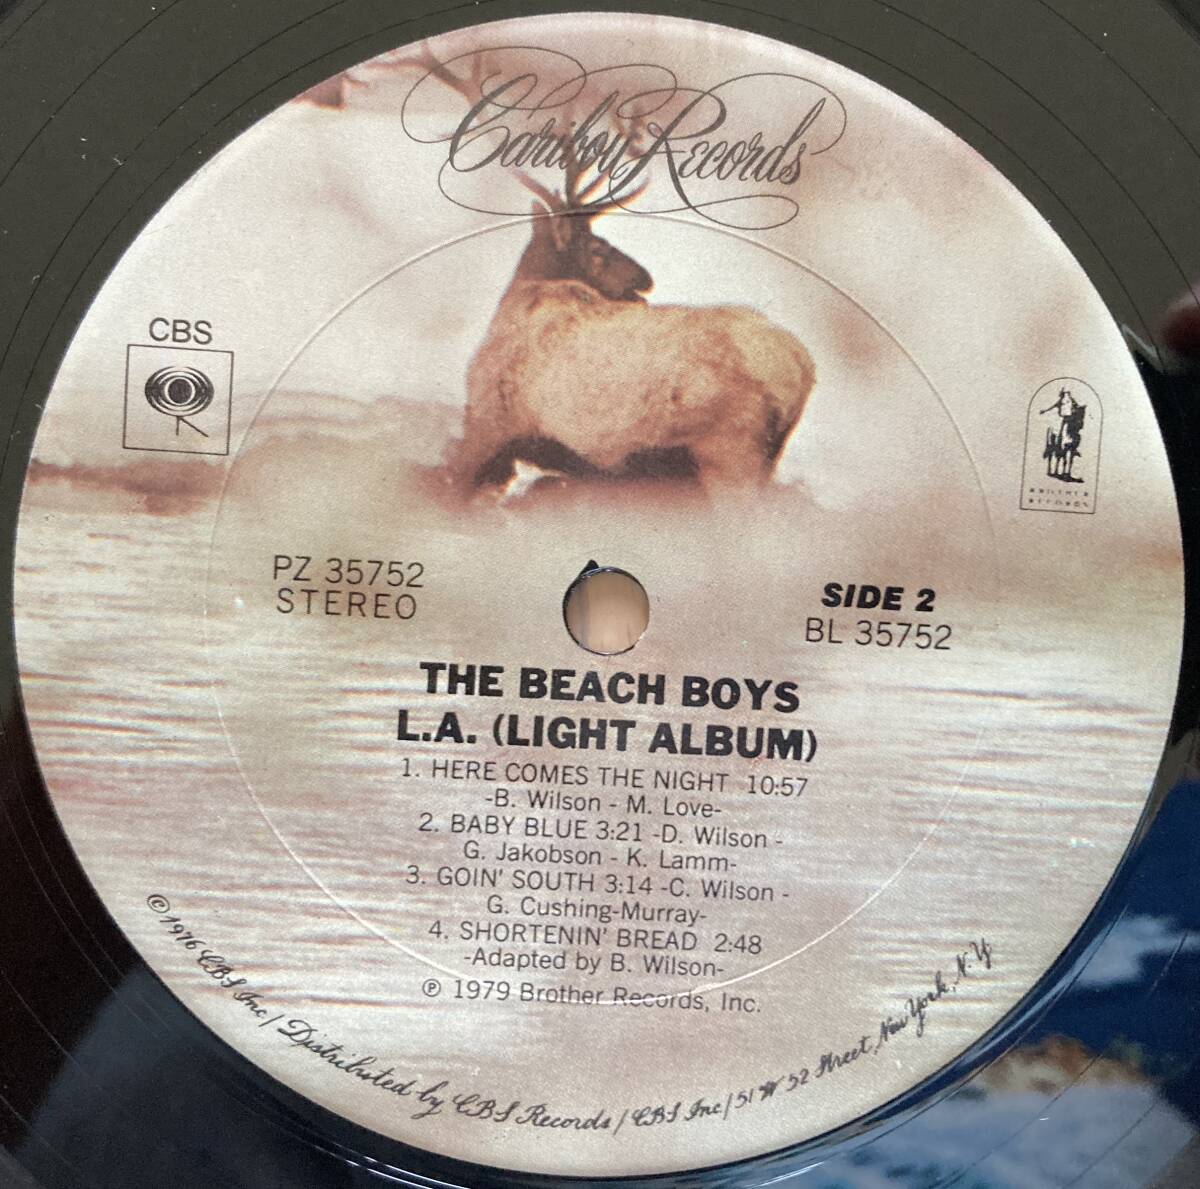 Caribou Records
CBS
BROTHER
RECORDS
PZ 35752
STEREO
SIDE 2
BL 35752
THE BEACH BOYS
L.A. (LIGHT ALBUM)
1. HERE COMES THE NIGHT 10:57
-B. Wilson - M. Love-
2. BABY BLUE 3:21 -D. Wilson -
G. Jakobson - K. Lamm-
3. GOIN' SOUTH 3:14 -C. Wilson -
G. Cushing-Murray-
4. SHORTENIN' BREAD 2:48
-Adapted by B. Wilson-
℗ 1979 Brother Records, Inc.
©1976 CBS Inc./Distributed by CBS Records/CBS Inc/51 W 52 Street, New York, N.Y.